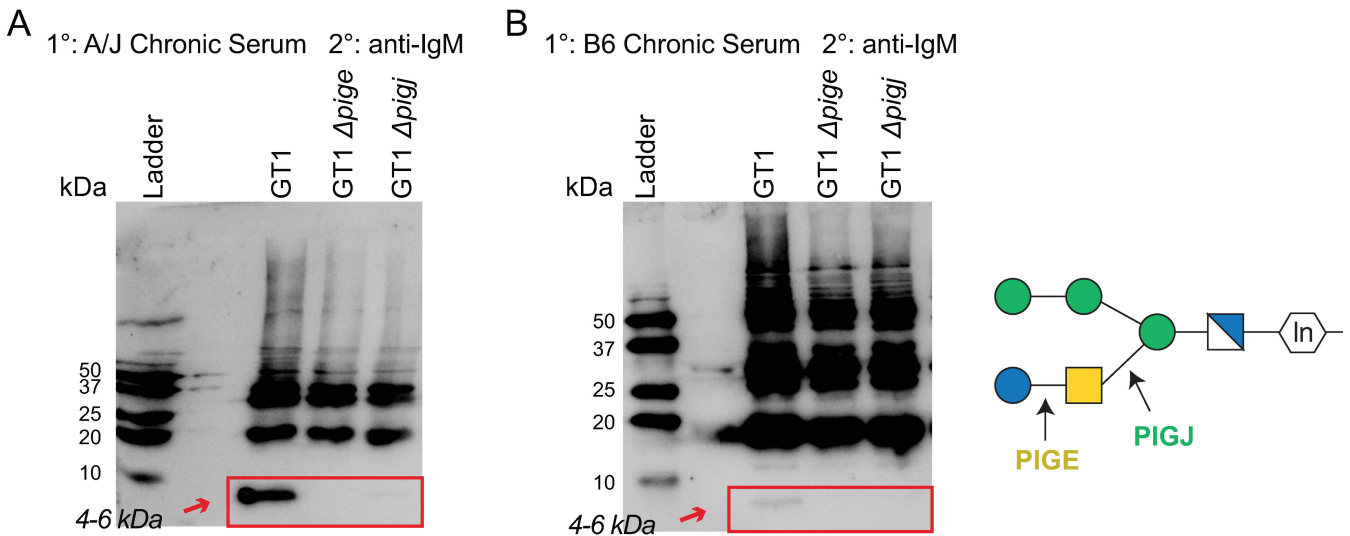 A
1°: A/J Chronic Serum 2°: anti-IgM
kDa
Ladder
GT1
GT1 Δpige
GT1 Δpigj
50
37
25
20
10
4-6 kDa
B
1°: B6 Chronic Serum 2°: anti-IgM
kDa
Ladder
GT1
GT1 Δpige
GT1 Δpigj
50
37
25
20
10
4-6 kDa
In
PIGJ
PIGE